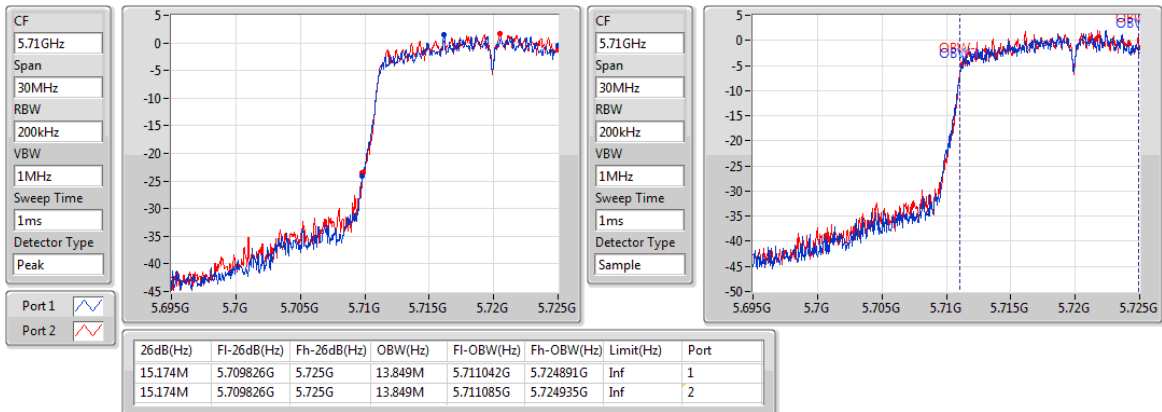 CF
5.71GHz
Span
30MHz
RBW
200kHz
VBW
1MHz
Sweep Time
1ms
Detector Type
Peak
Port 1
Port 2
5
0
-5
-10
-15
-20
-25
-30
-35
-40
-45
5.695G 5.7G 5.705G 5.71G 5.715G 5.72G 5.725G
CF
5.71GHz
Span
30MHz
RBW
200kHz
VBW
1MHz
Sweep Time
1ms
Detector Type
Sample
5
0
-5
-10
-15
-20
-25
-30
-35
-40
-45
-50
OBW
5.695G 5.7G 5.705G 5.71G 5.715G 5.72G 5.725G
26dB(Hz) Fl-26dB(Hz) Fh-26dB(Hz) OBW(Hz) Fl-OBW(Hz) Fh-OBW(Hz) Limit(Hz) Port
15.174M 5.709826G 5.725G 13.849M 5.711042G 5.724891G Inf 1
15.174M 5.709826G 5.725G 13.849M 5.711085G 5.724935G Inf 2